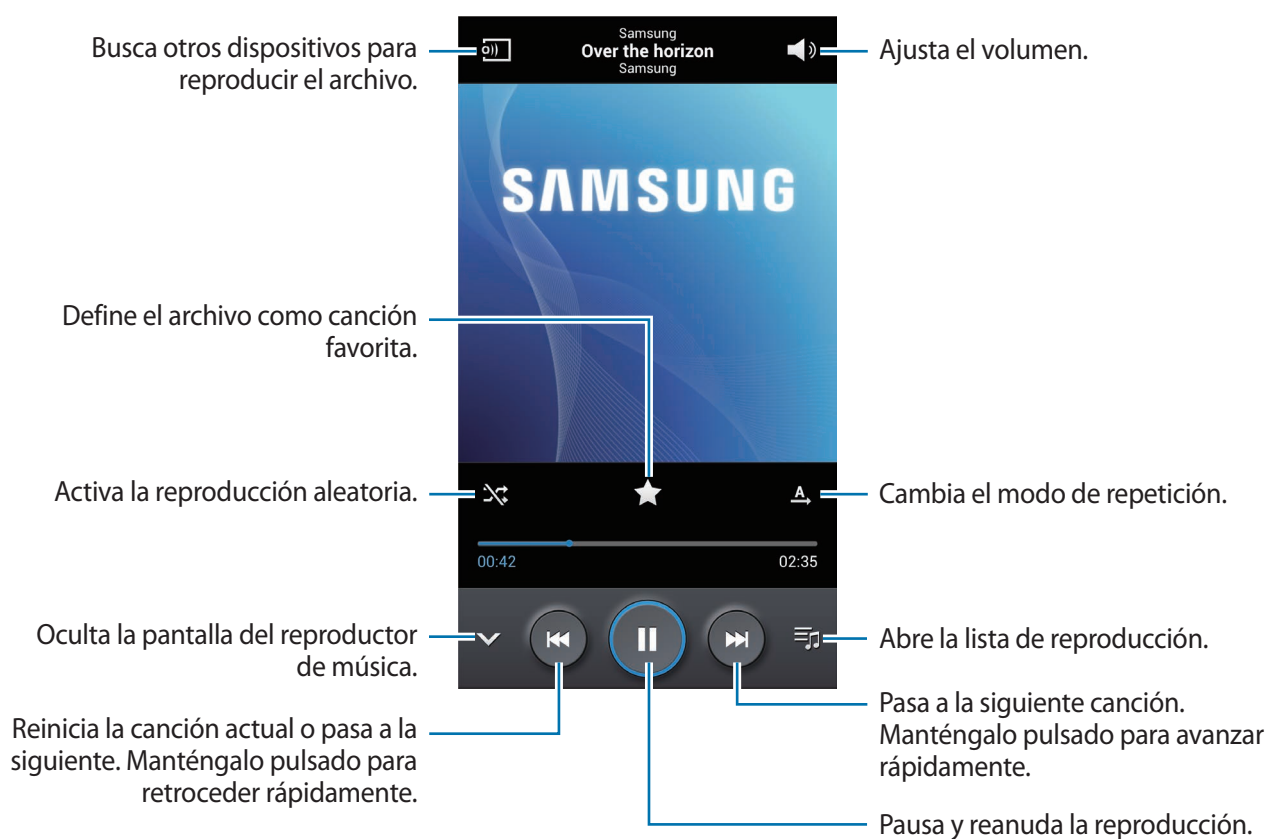 Busca otros dispositivos para
reproducir el archivo.
Samsung
Over the horizon
Samsung
Ajusta el volumen.
SAMSUNG
Define el archivo como canción
favorita.
Activa la reproducción aleatoria.
A
Cambia el modo de repetición.
00:42
02:35
Oculta la pantalla del reproductor
de música.
Abre la lista de reproducción.
Reinicia la canción actual o pasa a la
siguiente. Manténgalo pulsado para
retroceder rápidamente.
Pasa a la siguiente canción.
Manténgalo pulsado para avanzar
rápidamente.
Pausa y reanuda la reproducción.